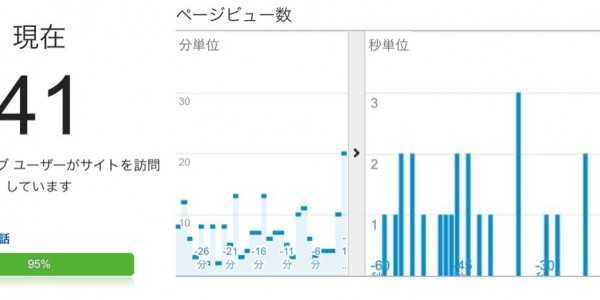 現在
41
ブ ユーザーがサイトを訪問
しています
話
95%
ページビュー数
分単位
30
20
10
-26
分
-21
分
-16
分
-11
分
-6
分
-1
...
秒単位
3
2
1
-60
秒
-45
-30